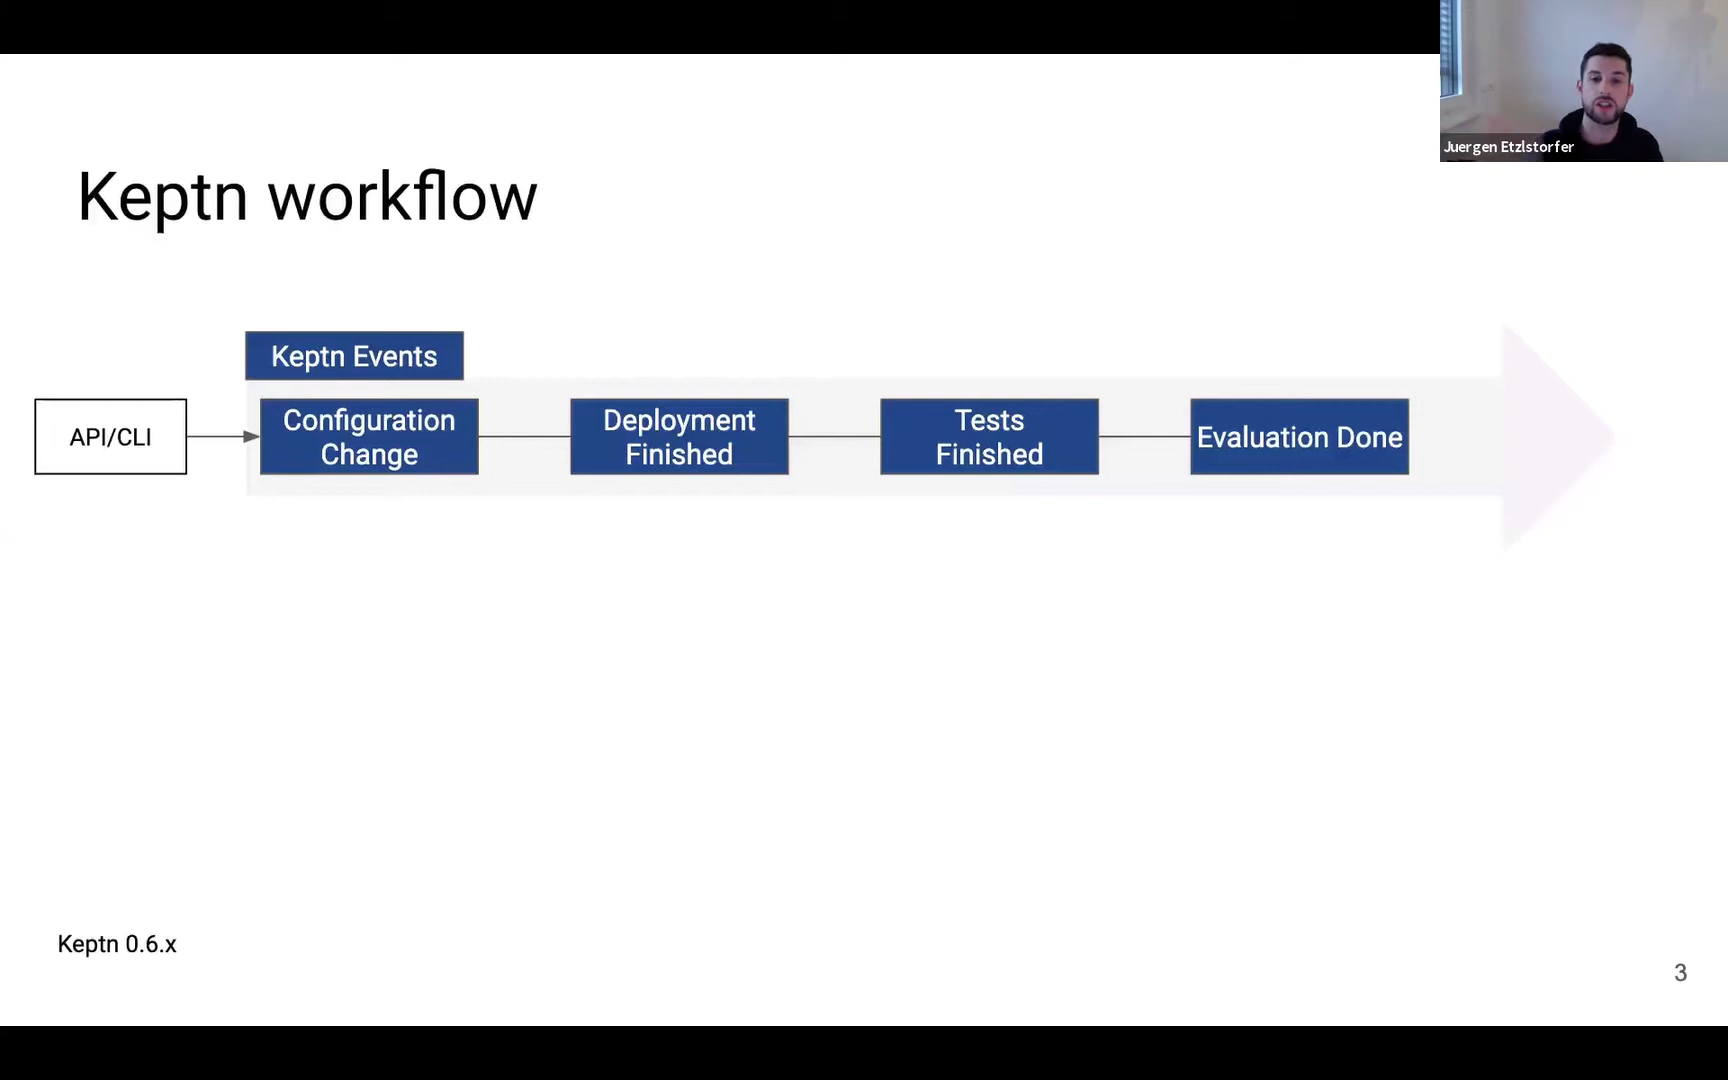 Juergen Etzlstorfer
Keptn workflow
Keptn Events
API/CLI
Configuration
Change
Deployment
Finished
Tests
Finished
Evaluation Done
Keptn 0.6.x
3